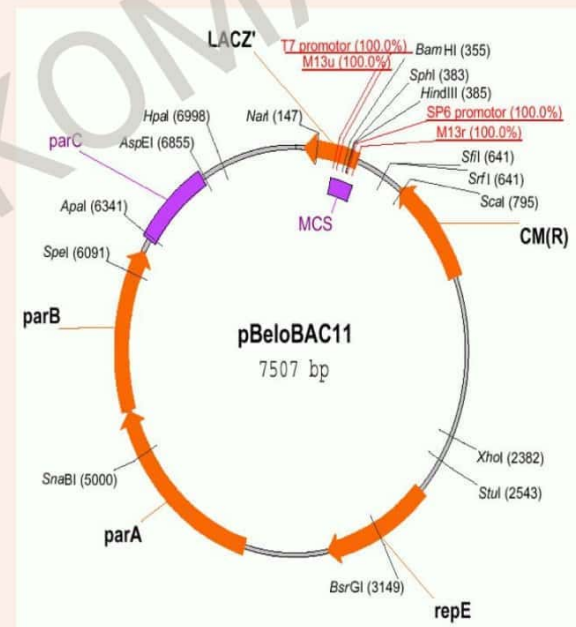 KOMA
LACZ'
T7 promotor (100.0%)
M13u (100.0%)
BamHI (355)
SphI (383)
HindIII (385)
SP6 promotor (100.0%)
M13r (100.0%)
SfiI (641)
SrfI (641)
ScaI (795)
CM(R)
NarI (147)
HpaI (6998)
AspEI (6855)
parC
ApaI (6341)
SpeI (6091)
MCS
parB
pBeloBAC11
7507 bp
XhoI (2382)
StuI (2543)
SnaBI (5000)
parA
BsrGI (3149)
repE